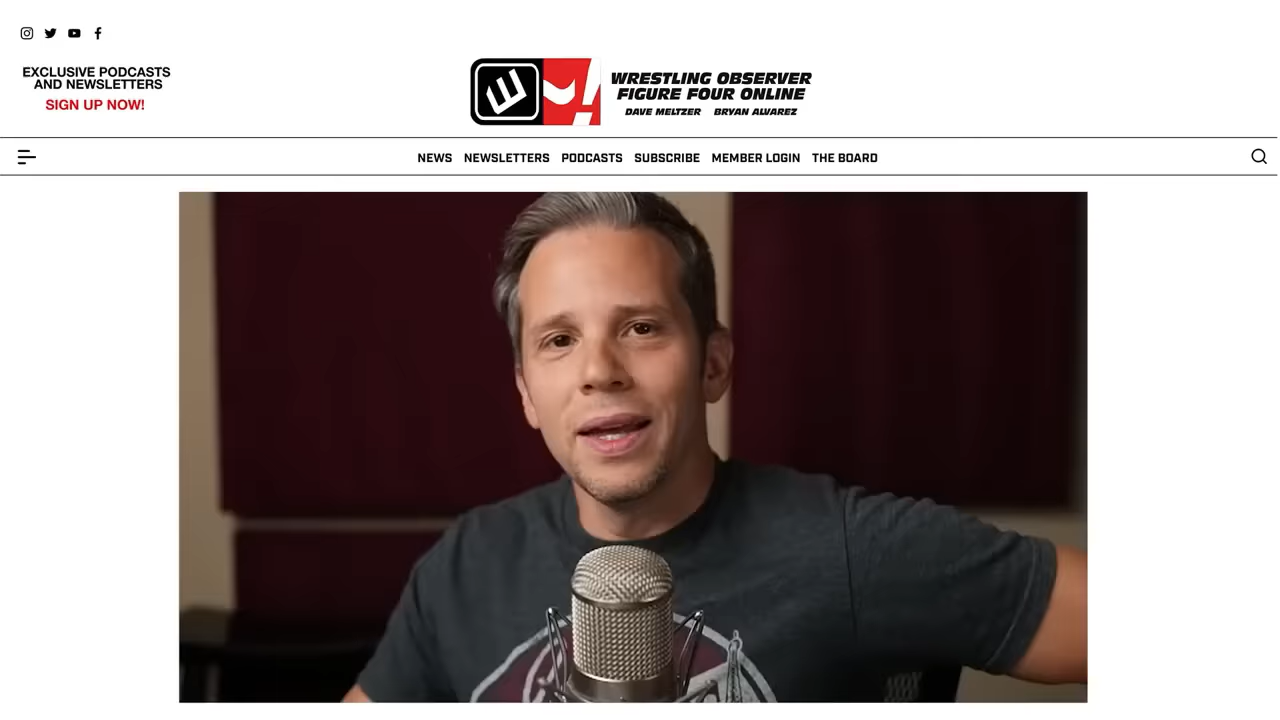 EXCLUSIVE PODCASTS
AND NEWSLETTERS
SIGN UP NOW!
WRESTLING OBSERVER
FIGURE FOUR ONLINE
DAVE MELTZER BRYAN ALVAREZ
NEWS NEWSLETTERS PODCASTS SUBSCRIBE MEMBER LOGIN THE BOARD